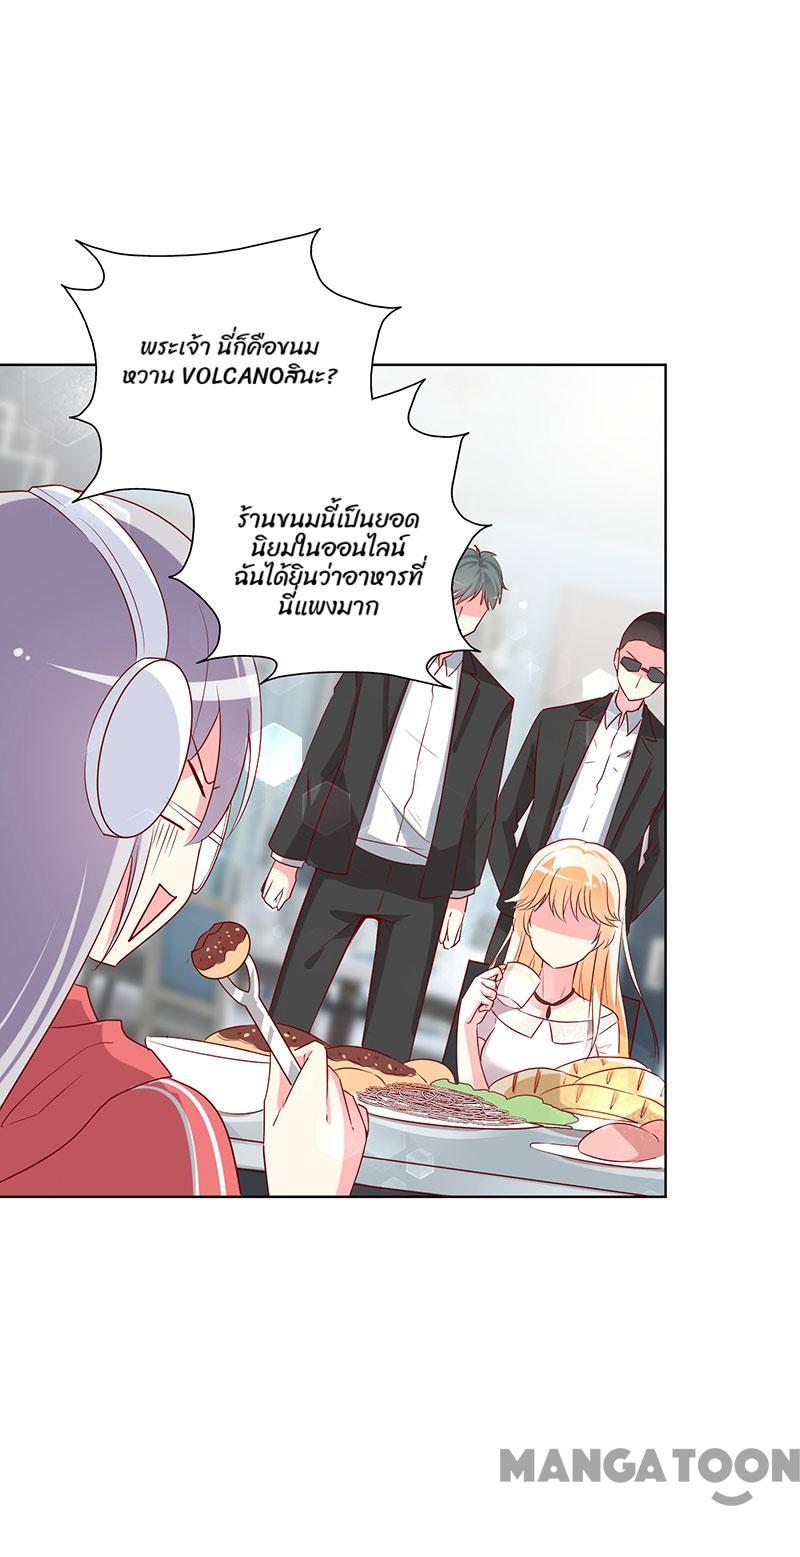 พระเจ้า นี่ก็คือขนม
หวาน VOLCANOสินะ?
ร้านขนมนี้เป็นยอด
นิยมในออนไลน์
ฉันได้ยินว่าอาหารที่
นี่แพงมาก
MANGATOON